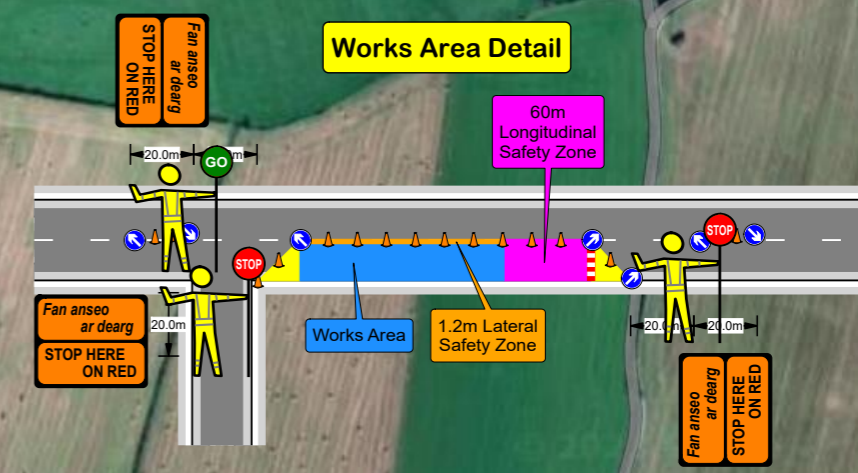 Works Area Detail
Fan anseo
ar dearg
STOP HERE
ON RED
20.0m
GO
60m
Longitudinal
Safety Zone
STOP
STOP
Fan anseo
ar dearg
STOP HERE
ON RED
20.0m
Works Area
1.2m Lateral
Safety Zone
20.0m
Fan anseo
ar dearg
STOP HERE
ON RED